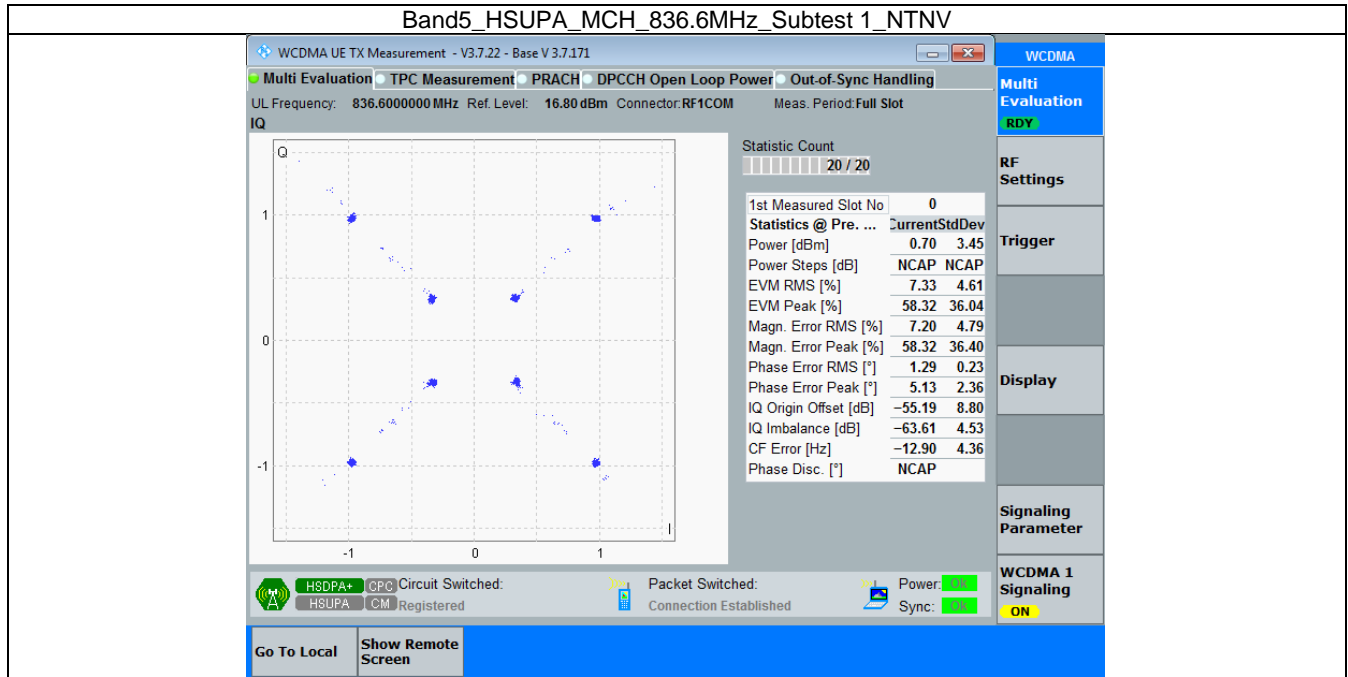 Band5_HSUPA_MCH_836.6MHz_Subtest 1_NTNV
WCDMA UE TX Measurement - V3.7.22 - Base V 3.7.171
WCDMA
Multi Evaluation TPC Measurement PRACH DPCCH Open Loop Power Out-of-Sync Handling
UL Frequency: 836.6000000 MHz Ref. Level: 16.80 dBm Connector:RF1COM Meas. Period:Full Slot
IQ
Q
1
0
-1
-1 0 1
I
Statistic Count
20 / 20
1st Measured Slot No 0
Statistics @ Pre. ... Current StdDev
Power [dBm] 0.70 3.45
Power Steps [dB] NCAP NCAP
EVM RMS [%] 7.33 4.61
EVM Peak [%] 58.32 36.04
Magn. Error RMS [%] 7.20 4.79
Magn. Error Peak [%] 58.32 36.40
Phase Error RMS [°] 1.29 0.23
Phase Error Peak [°] 5.13 2.36
IQ Origin Offset [dB] −55.19 8.80
IQ Imbalance [dB] −63.61 4.53
CF Error [Hz] −12.90 4.36
Phase Disc. [°] NCAP
Multi
Evaluation
RDY
RF
Settings
Trigger
Display
Signaling
Parameter
WCDMA 1
Signaling
ON
HSDPA+ CPC Circuit Switched: Packet Switched: Power: OK
HSUPA CM Registered Connection Established Sync: OK
Go To Local
Show Remote
Screen